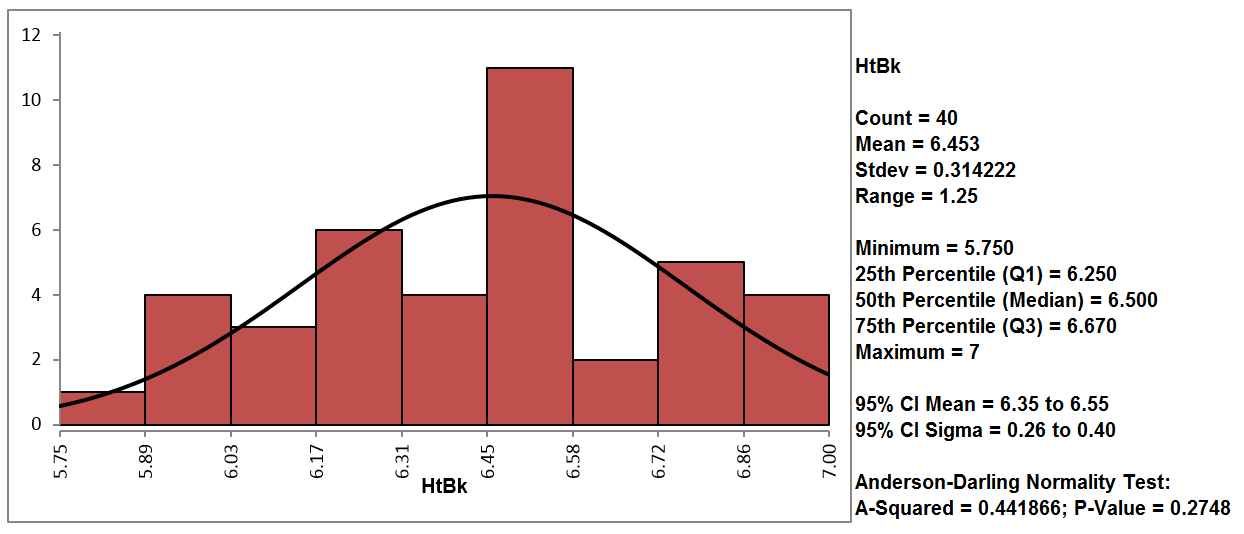 12
10
8
6
4
2
0
5.75
5.89
6.03
6.17
6.31
6.45
6.58
6.72
6.86
7.00
HtBk
HtBk
Count = 40
Mean = 6.453
Stdev = 0.314222
Range = 1.25
Minimum = 5.750
25th Percentile (Q1) = 6.250
50th Percentile (Median) = 6.500
75th Percentile (Q3) = 6.670
Maximum = 7
95% CI Mean = 6.35 to 6.55
95% CI Sigma = 0.26 to 0.40
Anderson-Darling Normality Test:
A-Squared = 0.441866; P-Value = 0.2748